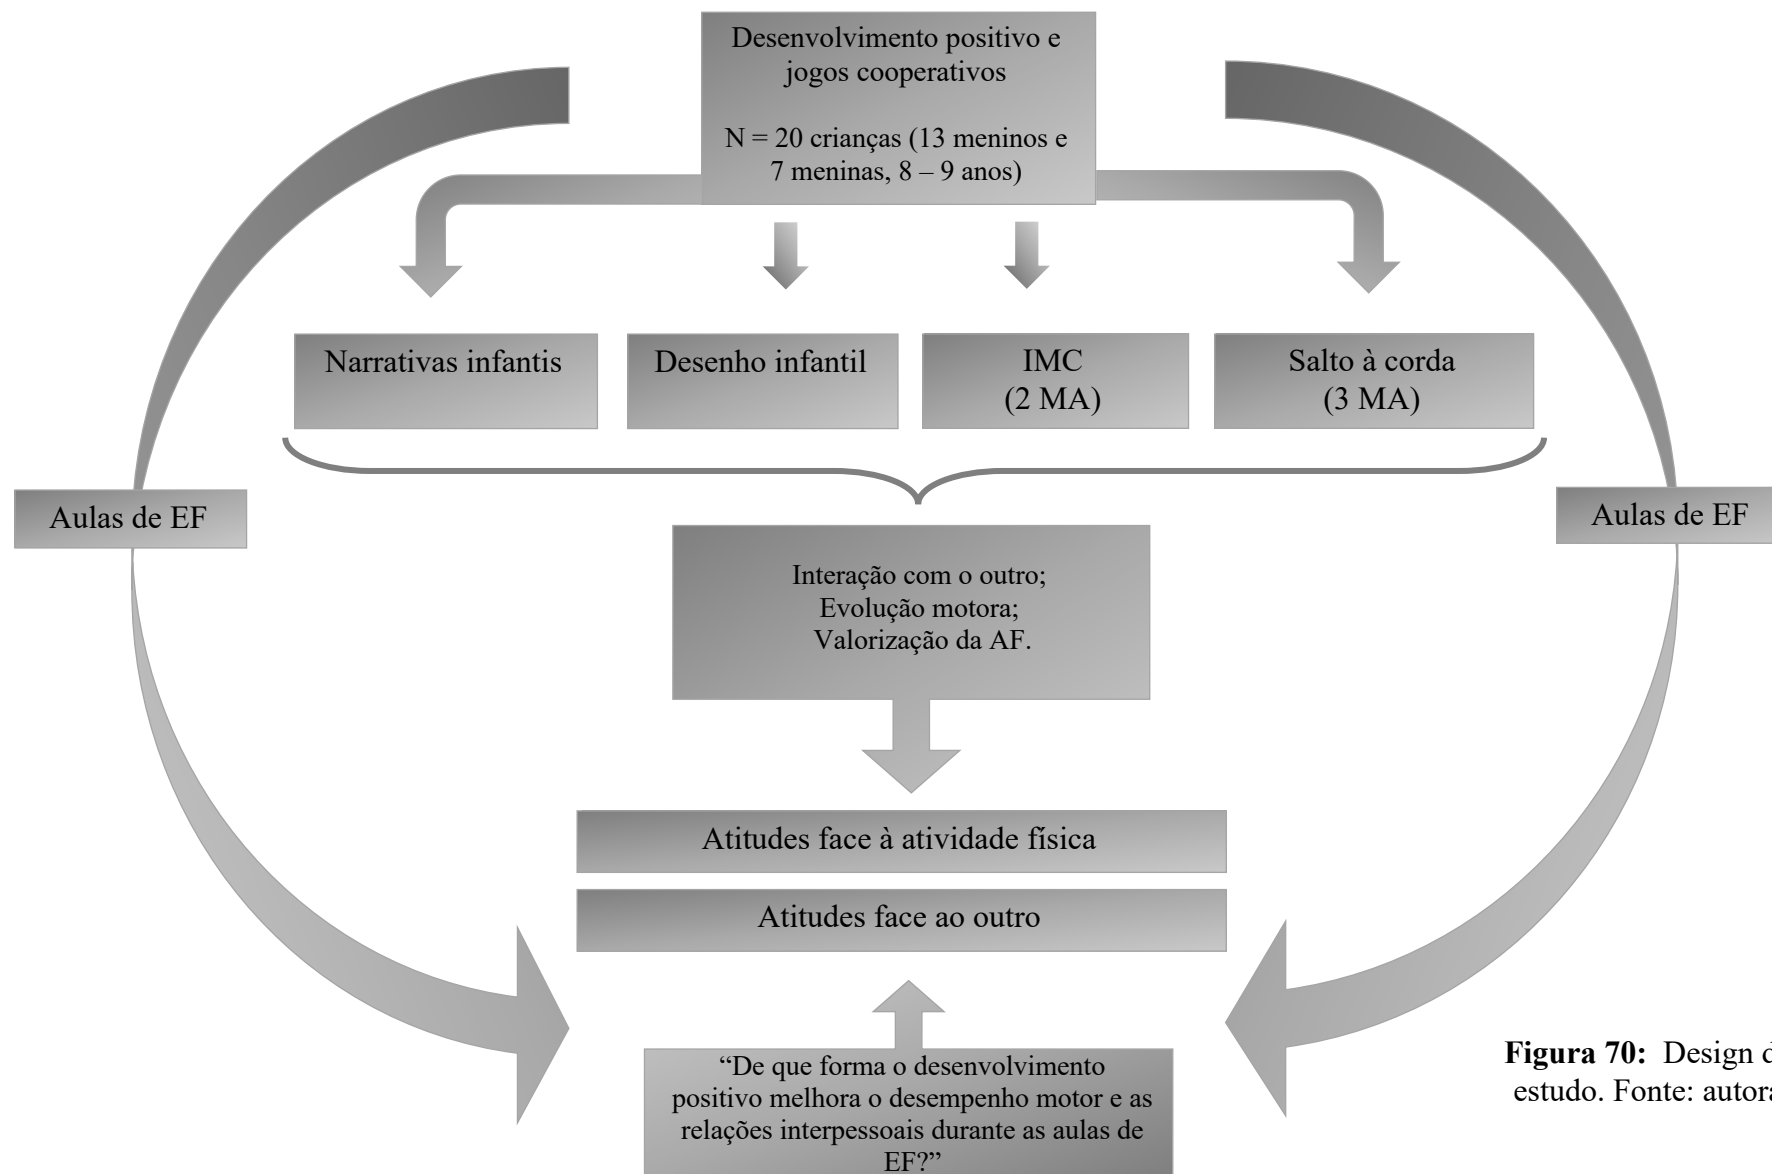 Desenvolvimento positivo e
jogos cooperativos
N = 20 crianças (13 meninos e
7 meninas, 8 – 9 anos)
Narrativas infantis
Desenho infantil
IMC
(2 MA)
Salto à corda
(3 MA)
Aulas de EF
Aulas de EF
Interação com o outro;
Evolução motora;
Valorização da AF.
Atitudes face à atividade física
Atitudes face ao outro
“De que forma o desenvolvimento
positivo melhora o desempenho motor e as
relações interpessoais durante as aulas de
EF?”
Figura 70: Design d
estudo. Fonte: autora